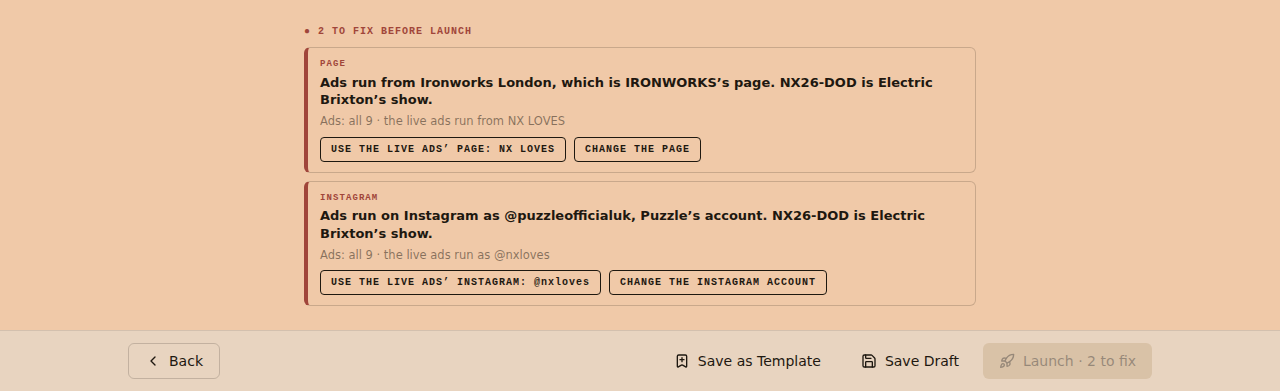 • 2 TO FIX BEFORE LAUNCH
PAGE
Ads run from Ironworks London, which is IRONWORKS’s page. NX26-DOD is Electric
Brixton’s show.
Ads: all 9 · the live ads run from NX LOVES
USE THE LIVE ADS’ PAGE: NX LOVES
CHANGE THE PAGE
INSTAGRAM
Ads run on Instagram as @puzzleofficialuk, Puzzle’s account. NX26-DOD is Electric
Brixton’s show.
Ads: all 9 · the live ads run as @nxloves
USE THE LIVE ADS’ INSTAGRAM: @nxloves
CHANGE THE INSTAGRAM ACCOUNT
Back
Save as Template
Save Draft
Launch · 2 to fix